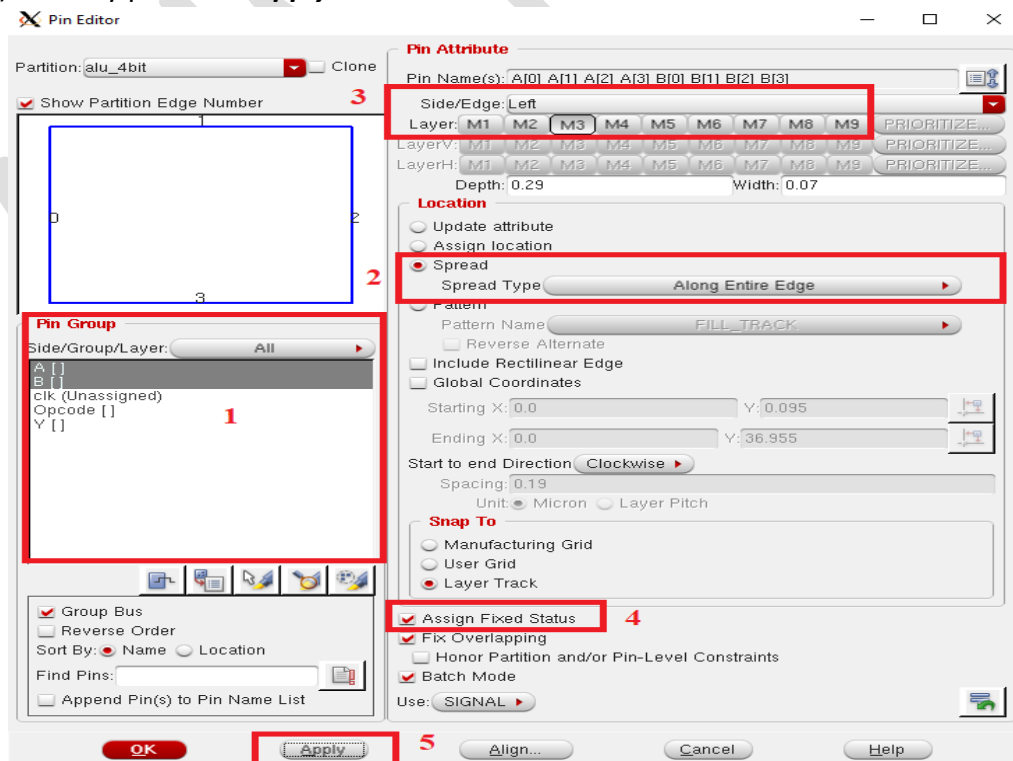 Pin Editor
Partition: alu_4bit Clone
Show Partition Edge Number
1
0
2
3
Pin Group
Side/Group/Layer: All
A []
B []
clk (Unassigned)
Opcode []
Y []
1
Group Bus
Reverse Order
Sort By: Name Location
Find Pins:
Append Pin(s) to Pin Name List
Pin Attribute
Pin Name(s): A[0] A[1] A[2] A[3] B[0] B[1] B[2] B[3]
3
Side/Edge: Left
Layer: M1 M2 M3 M4 M5 M6 M7 M8 M9 PRIORITIZE...
LayerV: M1 M2 M3 M4 M5 M6 M7 M8 M9 PRIORITIZE...
LayerH: M1 M2 M3 M4 M5 M6 M7 M8 M9 PRIORITIZE...
Depth: 0.29 Width: 0.07
Location
Update attribute
Assign location
Spread
2
Spread Type Along Entire Edge
Pattern
Pattern Name FILL_TRACK
Reverse Alternate
Include Rectilinear Edge
Global Coordinates
Starting X: 0.0 Y: 0.095
Ending X: 0.0 Y: 36.955
Start to end Direction Clockwise
Spacing: 0.19
Unit: Micron Layer Pitch
Snap To
Manufacturing Grid
User Grid
Layer Track
Assign Fixed Status 4
Fix Overlapping
Honor Partition and/or Pin-Level Constraints
Batch Mode
Use: SIGNAL
OK Apply 5 Align... Cancel Help